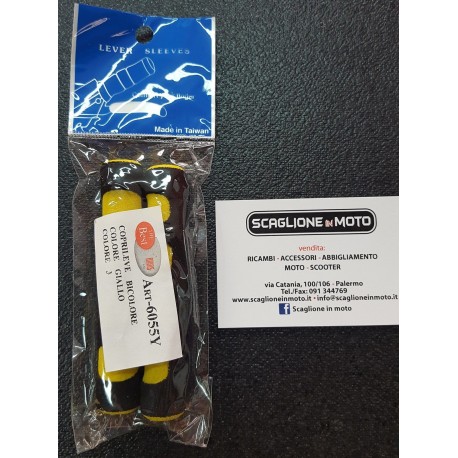 LEVER SLEEVES
Made in Taiwan
Best
ART-6055Y
COPRILEVE BICOLORE
COLORE GIALLO
COLORE 3
SCAGLIONE IN MOTO
vendita:
RICAMBI - ACCESSORI - ABBIGLIAMENTO
MOTO - SCOOTER
via Catania, 100/106 - Palermo
Tel./Fax: 091 344769
www.scaglioneinmoto.it · info@scaglioneinmoto.it
f Scaglione in moto